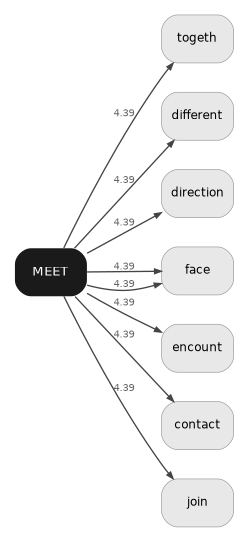 togeth
4.39
different
4.39
direction
4.39
MEET
4.39
face
4.39
4.39
encount
4.39
contact
4.39
join